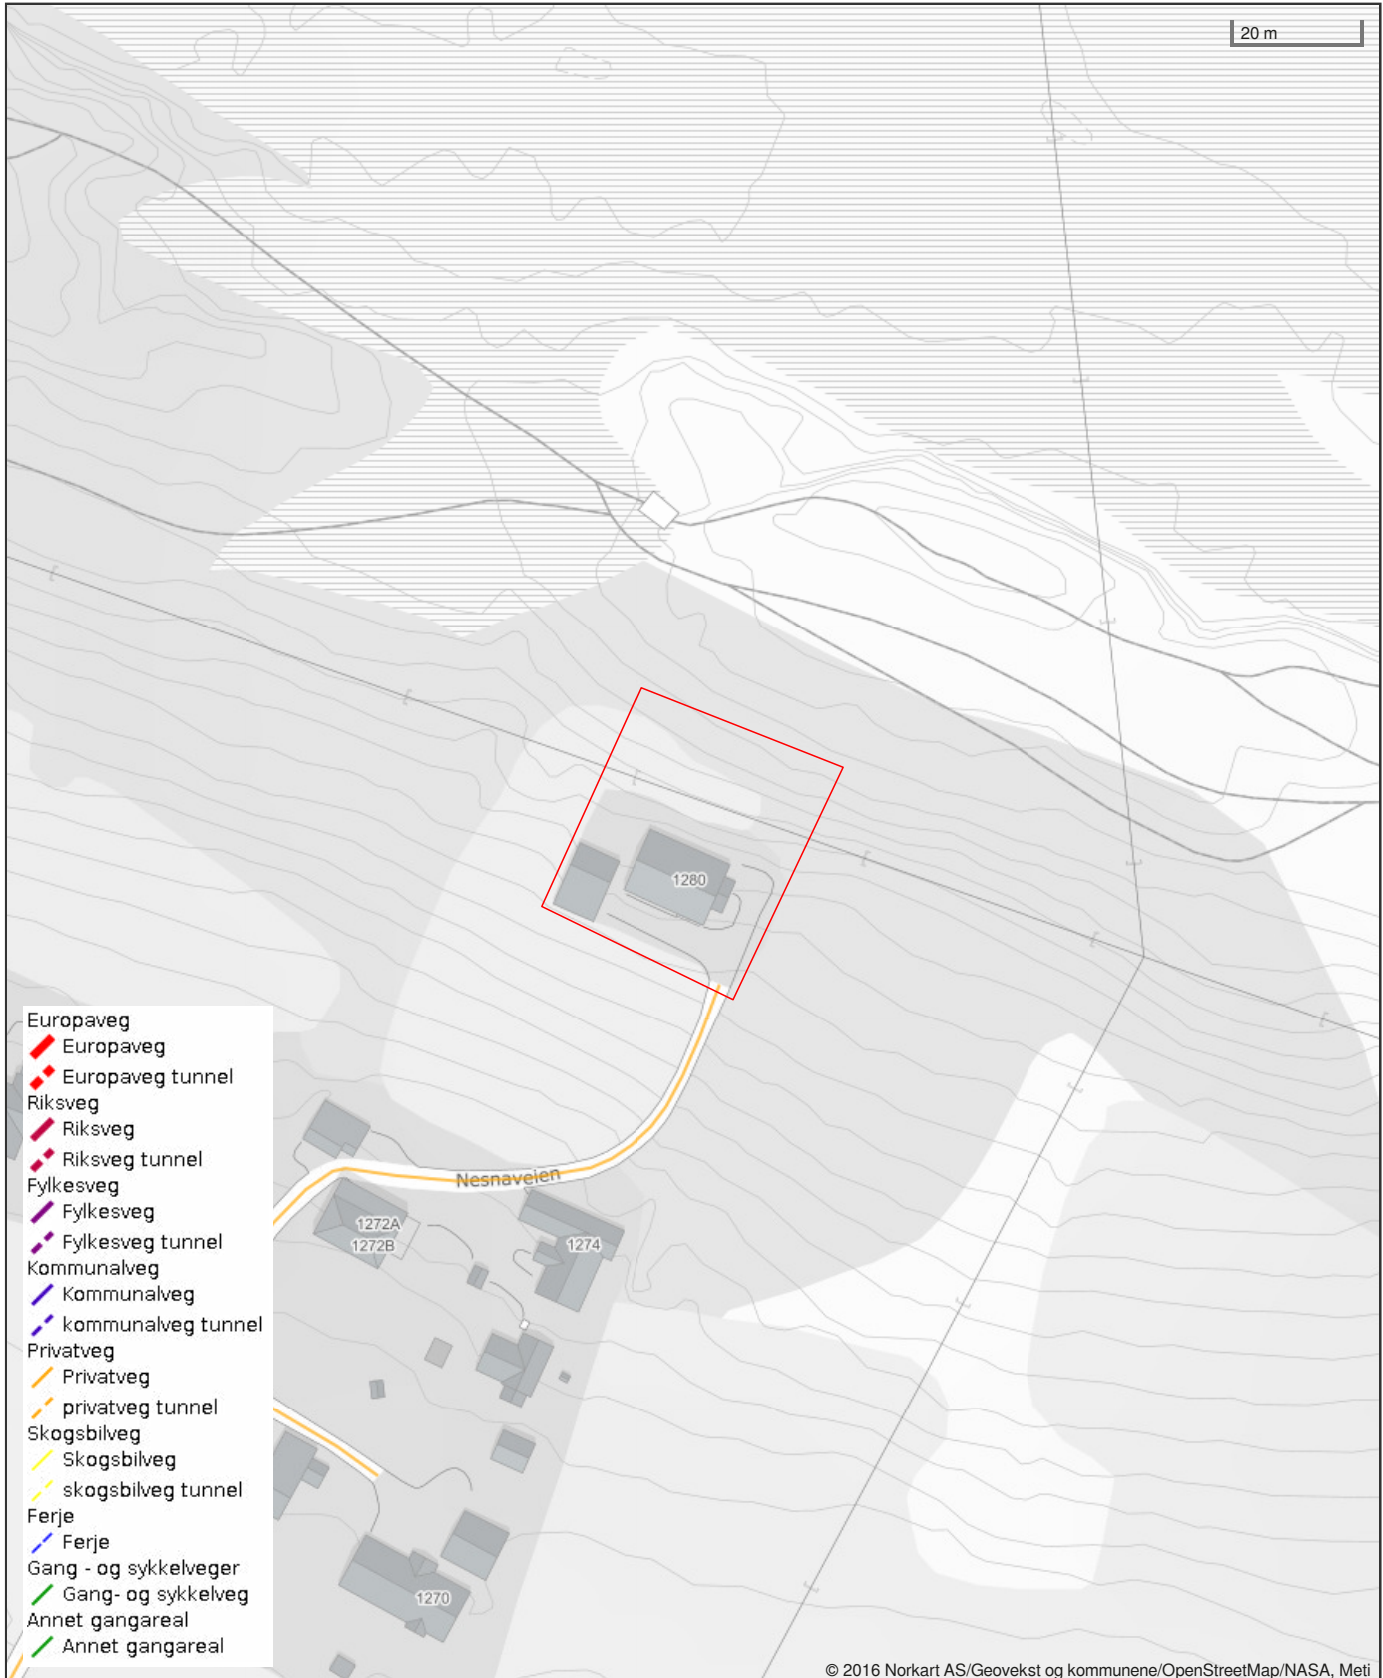 20 m
1280
Nesnaveien
1272A
1272B
1274
1270
Europaveg
Europaveg
Europaveg tunnel
Riksveg
Riksveg
Riksveg tunnel
Fylkesveg
Fylkesveg
Fylkesveg tunnel
Kommunalveg
Kommunalveg
kommunalveg tunnel
Privatveg
Privatveg
privatveg tunnel
Skogsbilveg
Skogsbilveg
skogsbilveg tunnel
Ferje
Ferje
Gang - og sykkelveger
Gang- og sykkelveg
Annet gangareal
Annet gangareal
© 2016 Norkart AS/Geovekst og kommunene/OpenStreetMap/NASA, Meti